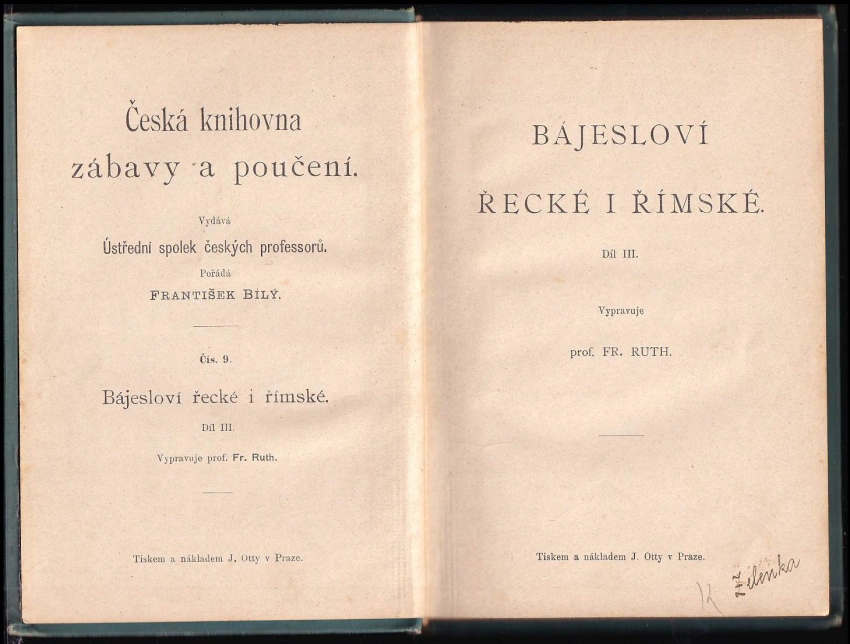 Česká knihovna
zábavy a poučení.
Vydává
Ústřední spolek českých professorů.
Pořádá
FRANTIŠEK BÍLÝ.
Čís. 9.
Bájesloví řecké i římské.
Díl III.
Vypravuje prof. Fr. Ruth.
Tiskem a nákladem J. Otty v Praze.
BÁJESLOVÍ
ŘECKÉ I ŘÍMSKÉ.
Díl III.
Vypravuje
prof. FR. RUTH.
Tiskem a nákladem J. Otty v Praze.